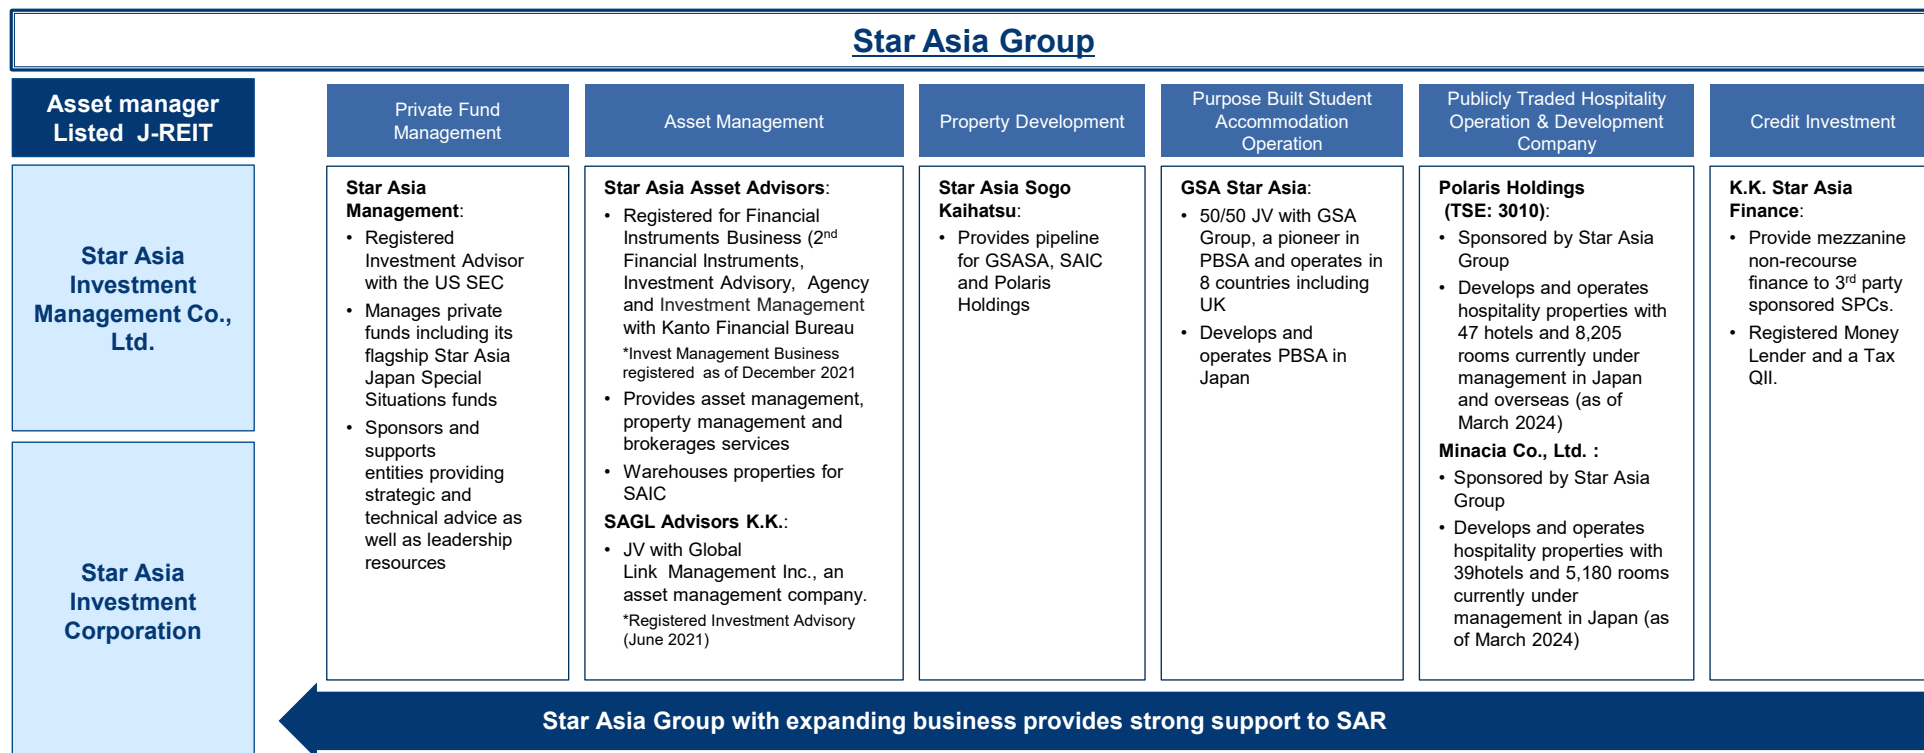 Star Asia Group
Asset manager
Listed J-REIT
Star Asia
Investment
Management Co.,
Ltd.
Star Asia
Investment
Corporation
Private Fund
Management
Star Asia
Management:
• Registered
Investment Advisor
with the US SEC
• Manages private
funds including its
flagship Star Asia
Japan Special
Situations funds
• Sponsors and
supports
entities providing
strategic and
technical advice as
well as leadership
resources
Asset Management
Star Asia Asset Advisors:
• Registered for Financial
Instruments Business (2nd
Financial Instruments,
Investment Advisory, Agency
and Investment Management
with Kanto Financial Bureau
*Invest Management Business
registered as of December 2021
• Provides asset management,
property management and
brokerages services
• Warehouses properties for
SAIC
SAGL Advisors K.K.:
• JV with Global
Link Management Inc., an
asset management company.
*Registered Investment Advisory
(June 2021)
Property Development
Star Asia Sogo
Kaihatsu:
• Provides pipeline
for GSASA, SAIC
and Polaris
Holdings
Purpose Built Student
Accommodation
Operation
GSA Star Asia:
• 50/50 JV with GSA
Group, a pioneer in
PBSA and operates in
8 countries including
UK
• Develops and
operates PBSA in
Japan
Publicly Traded Hospitality
Operation & Development
Company
Polaris Holdings
(TSE: 3010):
• Sponsored by Star Asia
Group
• Develops and operates
hospitality properties with
47 hotels and 8,205
rooms currently under
management in Japan
and overseas (as of
March 2024)
Minacia Co., Ltd. :
• Sponsored by Star Asia
Group
• Develops and operates
hospitality properties with
39hotels and 5,180 rooms
currently under
management in Japan (as
of March 2024)
Credit Investment
K.K. Star Asia
Finance:
• Provide mezzanine
non-recourse
finance to 3rd party
sponsored SPCs.
• Registered Money
Lender and a Tax
QII.
Star Asia Group with expanding business provides strong support to SAR